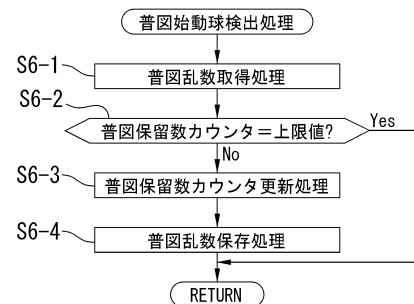 普図始動球検出処理
S6-1
普図乱数取得処理
S6-2
普図保留数カウンタ=上限値?
Yes
No
S6-3
普図保留数カウンタ更新処理
S6-4
普図乱数保存処理
RETURN